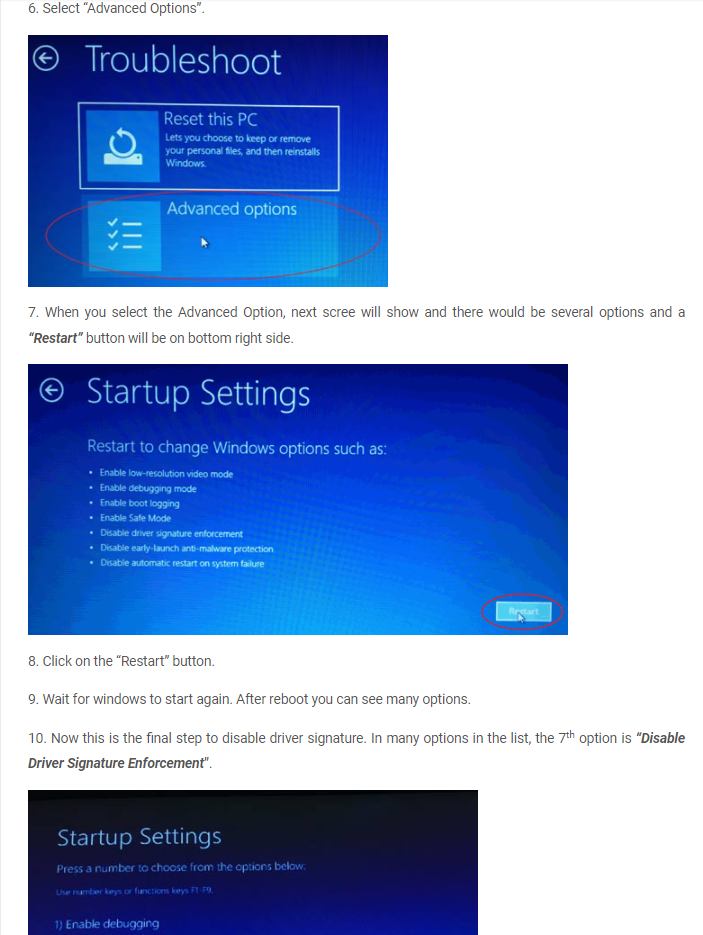 6. Select “Advanced Options”.
Troubleshoot
Reset this PC
Lets you choose to keep or remove
your personal files, and then reinstalls
Windows.
Advanced options
7. When you select the Advanced Option, next scree will show and there would be several options and a
“Restart” button will be on bottom right side.
Startup Settings
Restart to change Windows options such as:
• Enable low-resolution video mode
• Enable debugging mode
• Enable boot logging
• Enable Safe Mode
• Disable driver signature enforcement
• Disable early-launch anti-malware protection
• Disable automatic restart on system failure
Restart
8. Click on the “Restart” button.
9. Wait for windows to start again. After reboot you can see many options.
10. Now this is the final step to disable driver signature. In many options in the list, the 7th option is “Disable
Driver Signature Enforcement”.
Startup Settings
Press a number to choose from the options below:
Use number keys or functions keys F1-F9.
1) Enable debugging